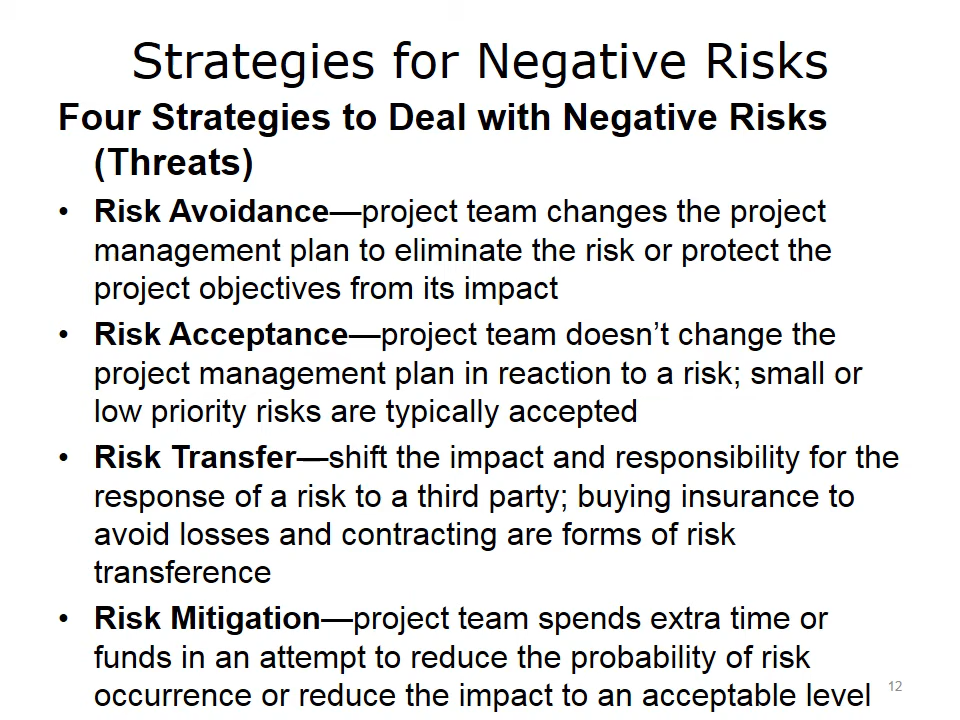 Strategies for Negative Risks
Four Strategies to Deal with Negative Risks
(Threats)
• Risk Avoidance—project team changes the project
management plan to eliminate the risk or protect the
project objectives from its impact
• Risk Acceptance—project team doesn’t change the
project management plan in reaction to a risk; small or
low priority risks are typically accepted
• Risk Transfer—shift the impact and responsibility for the
response of a risk to a third party; buying insurance to
avoid losses and contracting are forms of risk
transference
• Risk Mitigation—project team spends extra time or
funds in an attempt to reduce the probability of risk
occurrence or reduce the impact to an acceptable level
12